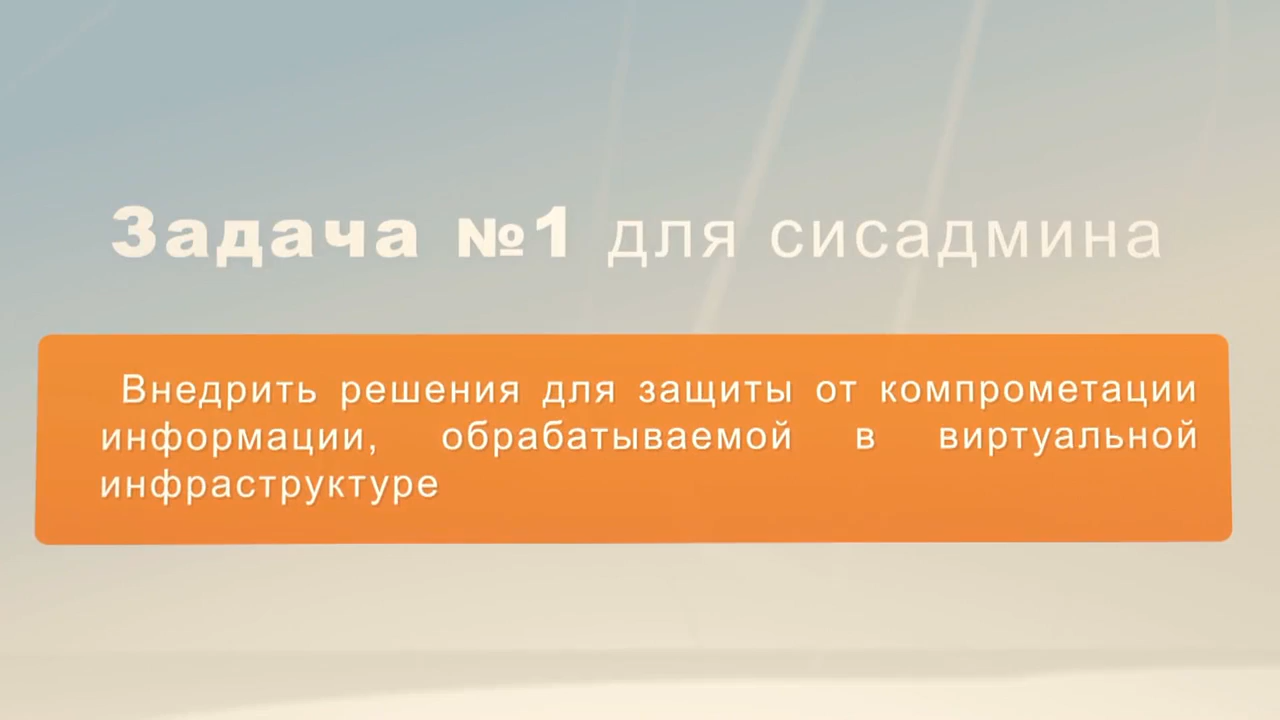 Задача №1 для сисадмина
Внедрить решения для защиты от компрометации
информации, обрабатываемой в виртуальной
инфраструктуре